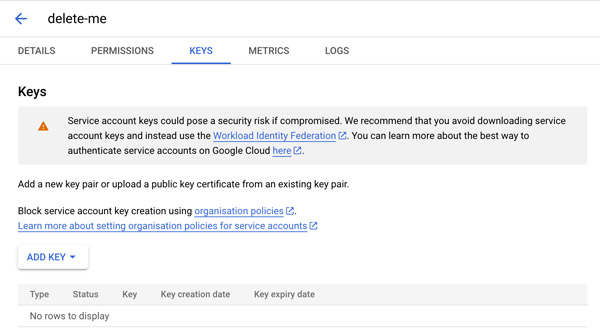 delete-me
DETAILS PERMISSIONS KEYS METRICS LOGS
Keys
Service account keys could pose a security risk if compromised. We recommend that you avoid downloading service
account keys and instead use the Workload Identity Federation. You can learn more about the best way to
authenticate service accounts on Google Cloud here.
Add a new key pair or upload a public key certificate from an existing key pair.
Block service account key creation using organisation policies.
Learn more about setting organisation policies for service accounts
ADD KEY
Type Status Key Key creation date Key expiry date
No rows to display